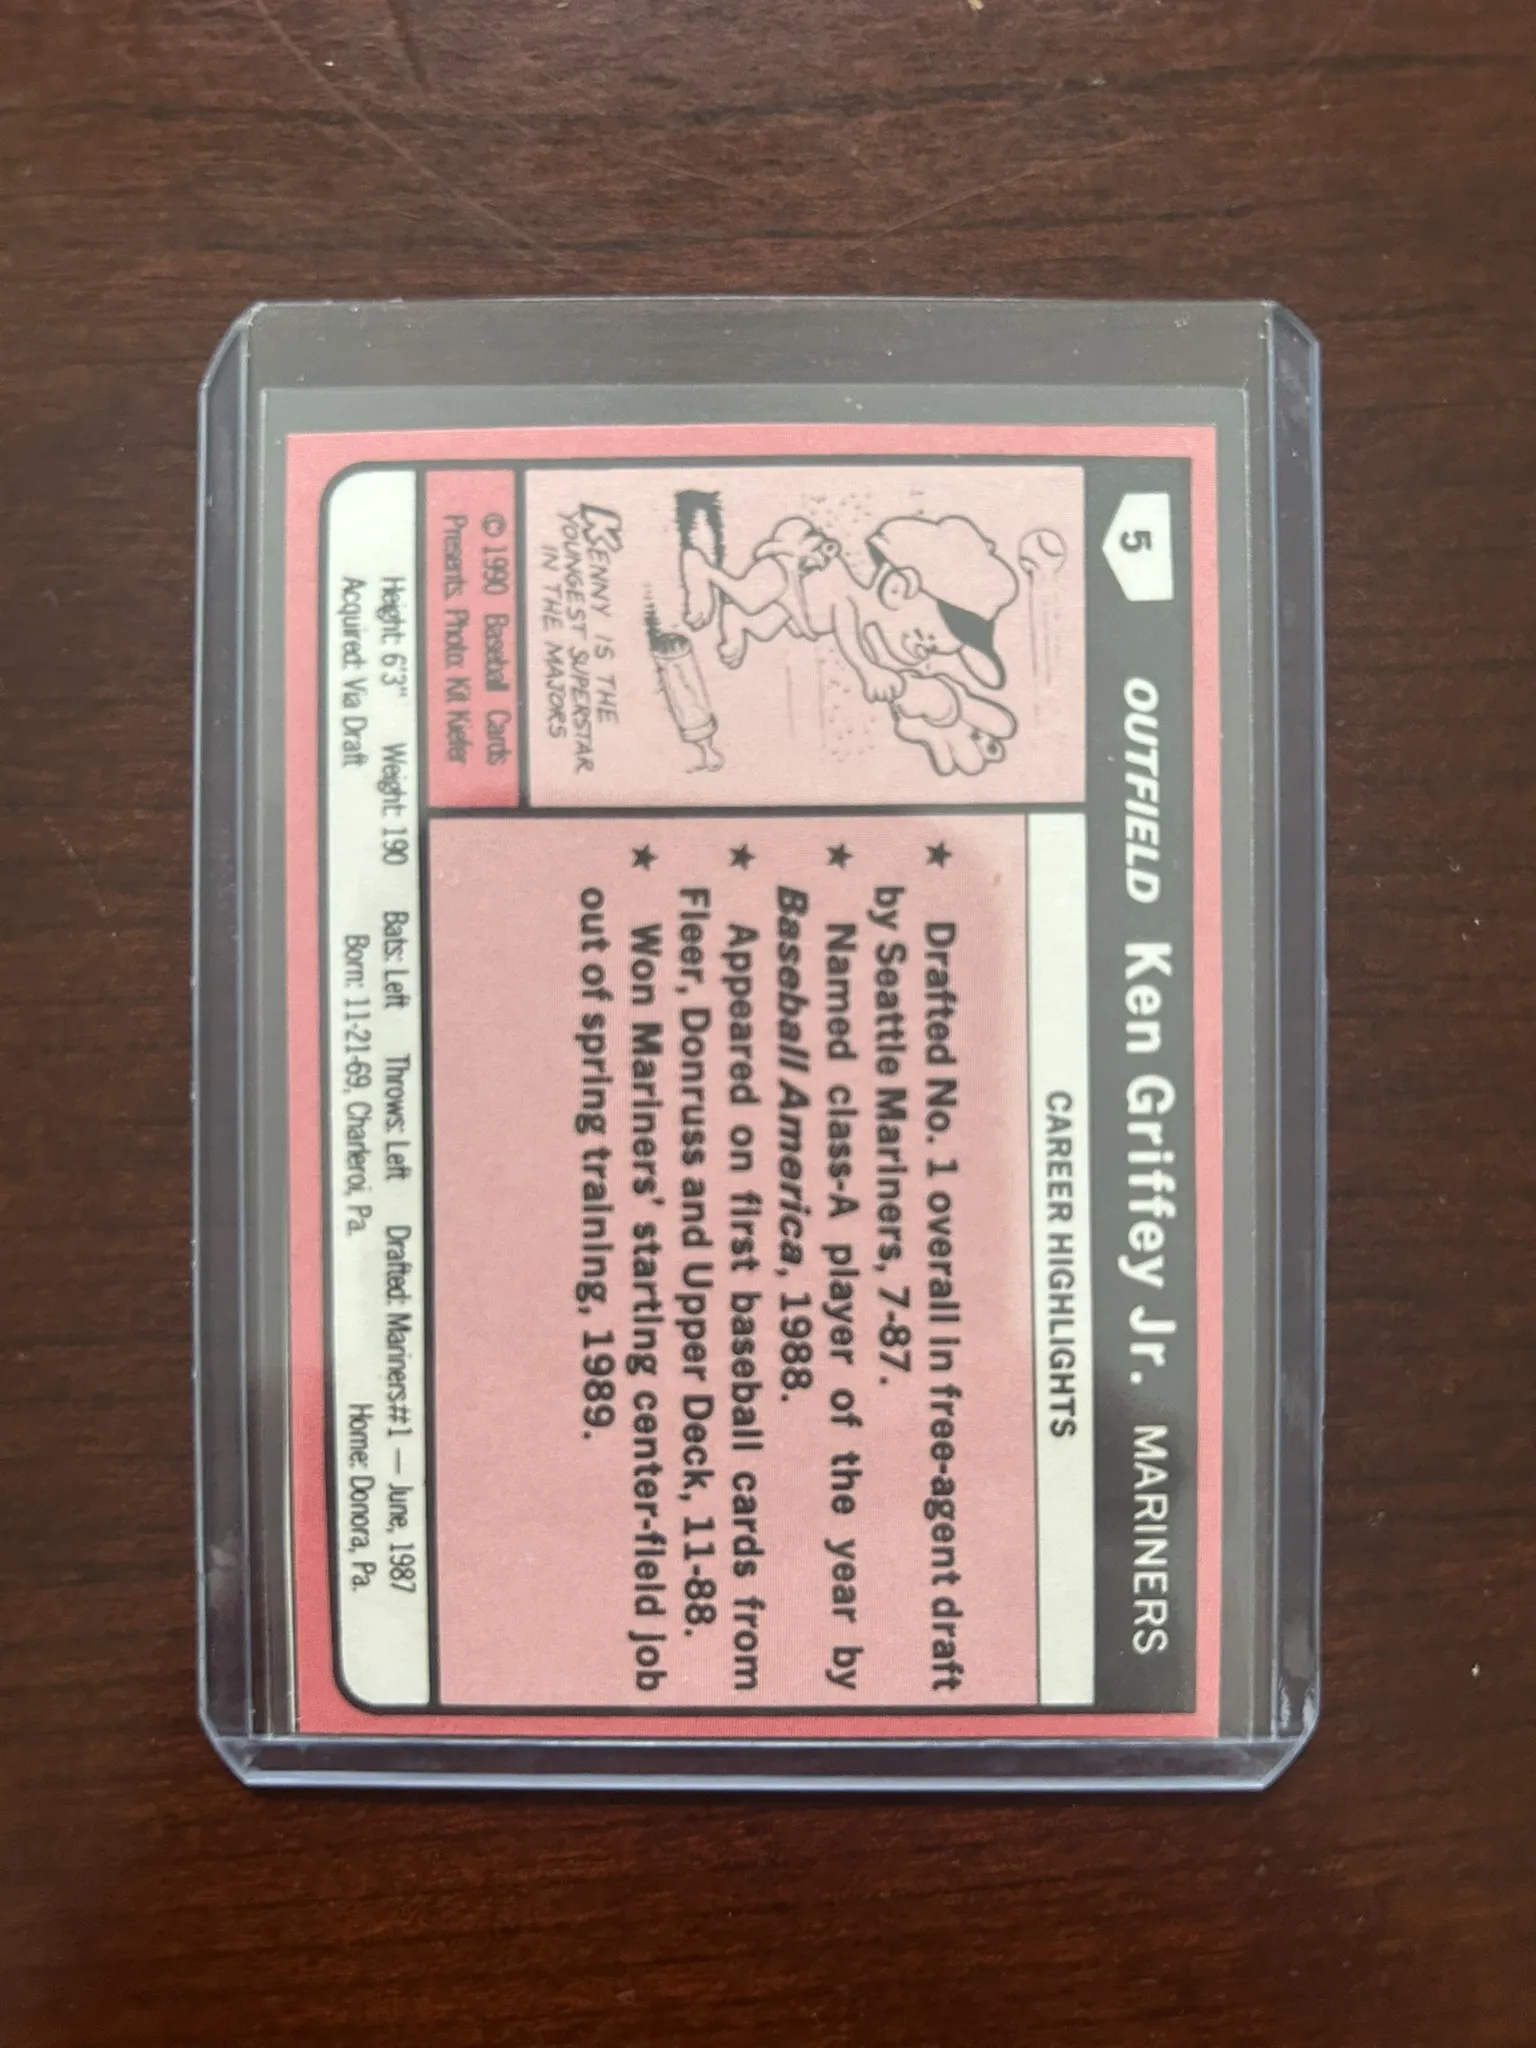 5 OUTFIELD Ken Griffey Jr. MARINERS
CAREER HIGHLIGHTS
★ Drafted No. 1 overall in free-agent draft
by Seattle Mariners, 7-87.
★ Named class-A player of the year by
Baseball America, 1988.
★ Appeared on first baseball cards from
Fleer, Donruss and Upper Deck, 11-88.
★ Won Mariners' starting center-field job
out of spring training, 1989.
KENNY IS THE
YOUNGEST SUPERSTAR
IN THE MAJORS
© 1990 Baseball Cards
Presents. Photo: Kit Kiefer
Height: 6'3" Weight: 190 Bats: Left Throws: Left Drafted: Mariners #1 — June, 1987
Acquired: Via Draft Born: 11-21-69, Charleroi, Pa. Home: Donora, Pa.